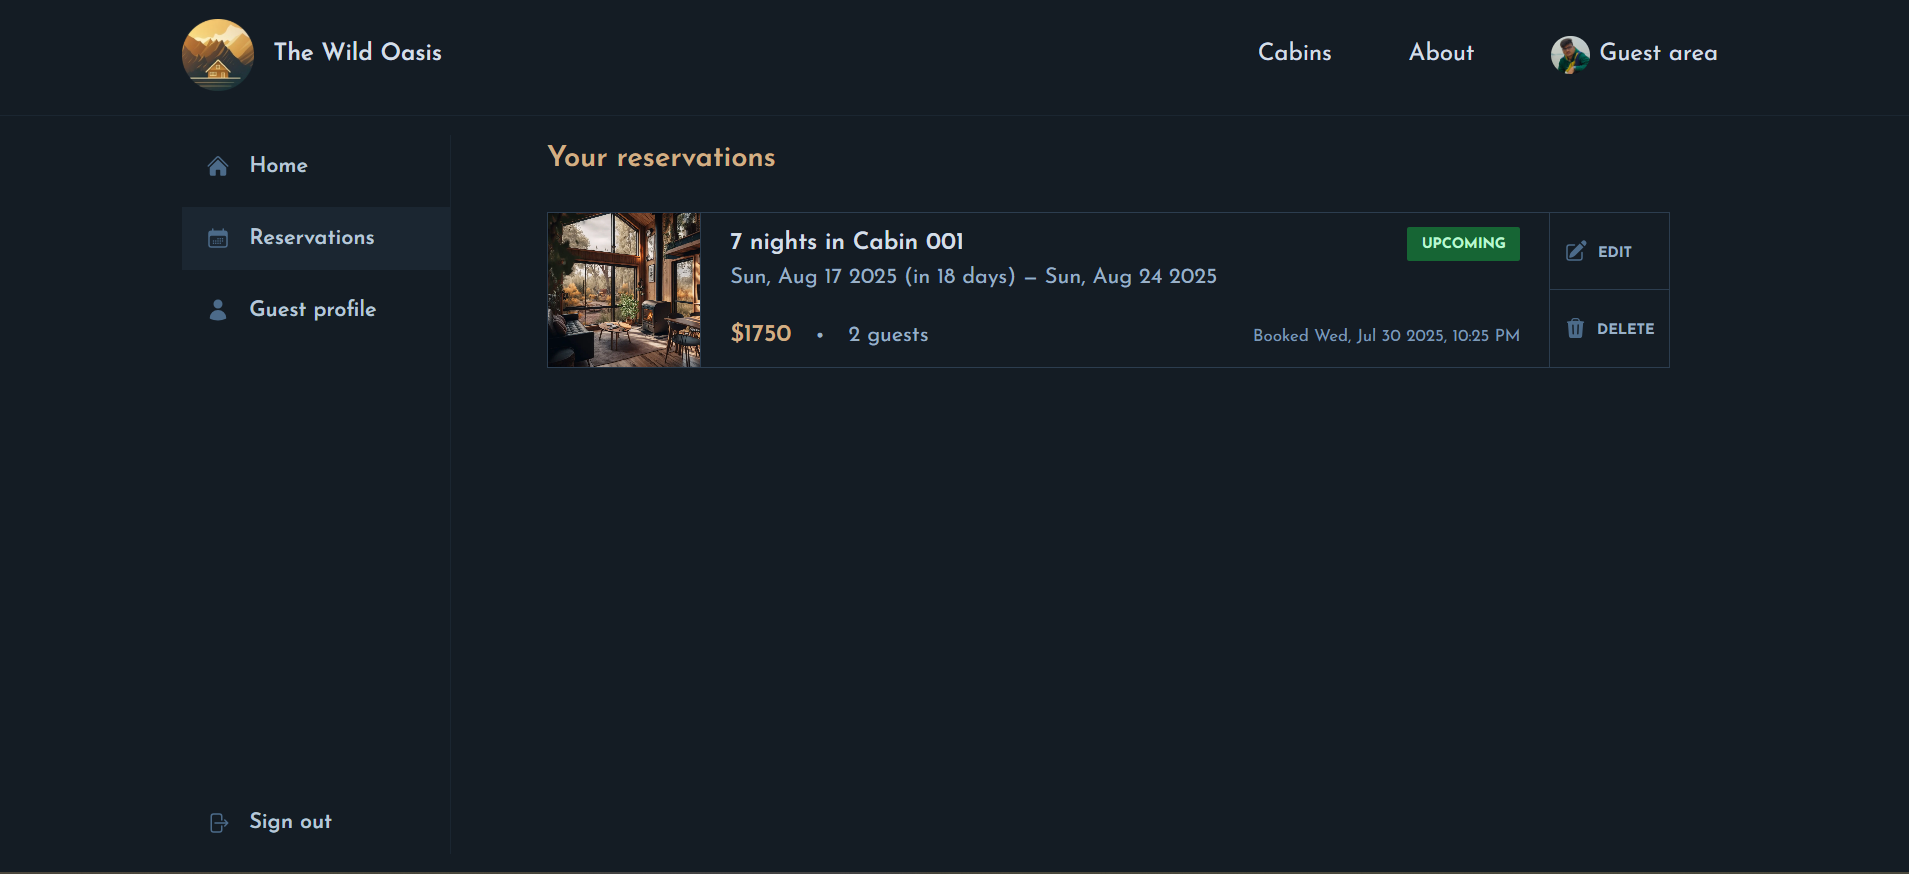 The Wild Oasis
Cabins
About
Guest area
Home
Reservations
Guest profile
Sign out
Your reservations
7 nights in Cabin 001
UPCOMING
Sun, Aug 17 2025 (in 18 days) – Sun, Aug 24 2025
$1750 • 2 guests
Booked Wed, Jul 30 2025, 10:25 PM
EDIT
DELETE